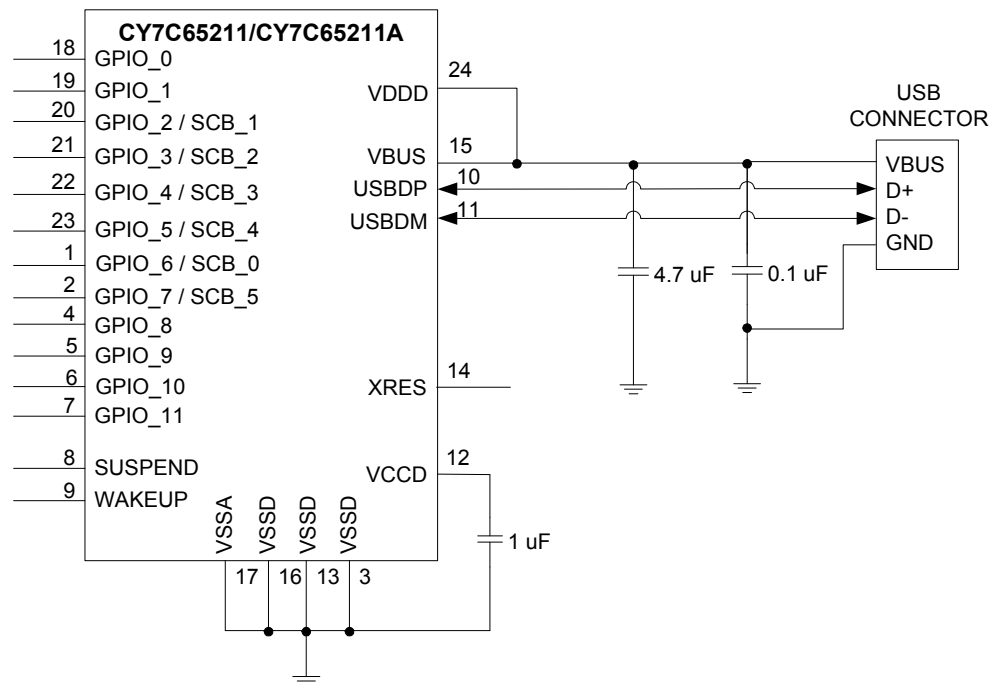 CY7C65211/CY7C65211A
18 GPIO_0
19 GPIO_1
20 GPIO_2 / SCB_1
21 GPIO_3 / SCB_2
22 GPIO_4 / SCB_3
23 GPIO_5 / SCB_4
1 GPIO_6 / SCB_0
2 GPIO_7 / SCB_5
4 GPIO_8
5 GPIO_9
6 GPIO_10
7 GPIO_11
8 SUSPEND
9 WAKEUP
VDDD 24
VBUS 15
USBDP 10
USBDM 11
XRES 14
VCCD 12
VSSA
VSSD
VSSD
VSSD
17 16 13 3
4.7 uF
0.1 uF
1 uF
USB
CONNECTOR
VBUS
D+
D-
GND